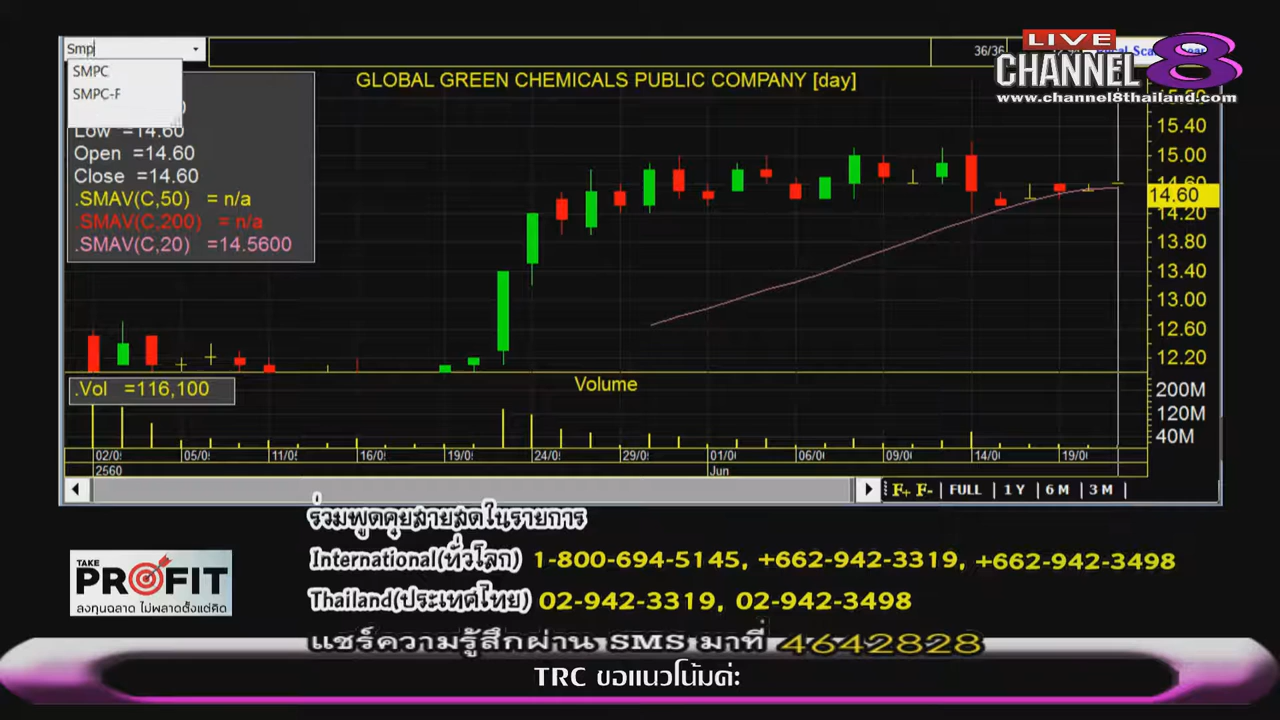 Smp
SMPC
SMPC-F
36/36
LIVE
CHANNEL 8
www.channel8thailand.com
GLOBAL GREEN CHEMICALS PUBLIC COMPANY [day]
Low =14.60
Open =14.60
Close =14.60
.SMAV(C,50) = n/a
.SMAV(C,200) = n/a
.SMAV(C,20) =14.5600
15.40
15.00
14.60
14.60
14.20
13.80
13.40
13.00
12.60
12.20
.Vol =116,100
Volume
200M
120M
40M
02/0 05/0 11/0 16/0 19/0 24/0 29/0 01/0 06/0 09/0 14/0 19/0
2560 Jun
F+ F- FULL 1 Y 6 M 3 M
ร่วมพูดคุยสายสดในรายการ
International(ทั่วโลก) 1-800-694-5145, +662-942-3319, +662-942-3498
TAKE
PROFIT
ลงทุนฉลาด ไม่พลาดตั้งแต่คิด
Thailand(ประเทศไทย) 02-942-3319, 02-942-3498
แชร์ความรู้สึกผ่าน SMS มาที่ 4642828
TRC ขอแนวโน้มค่ะ